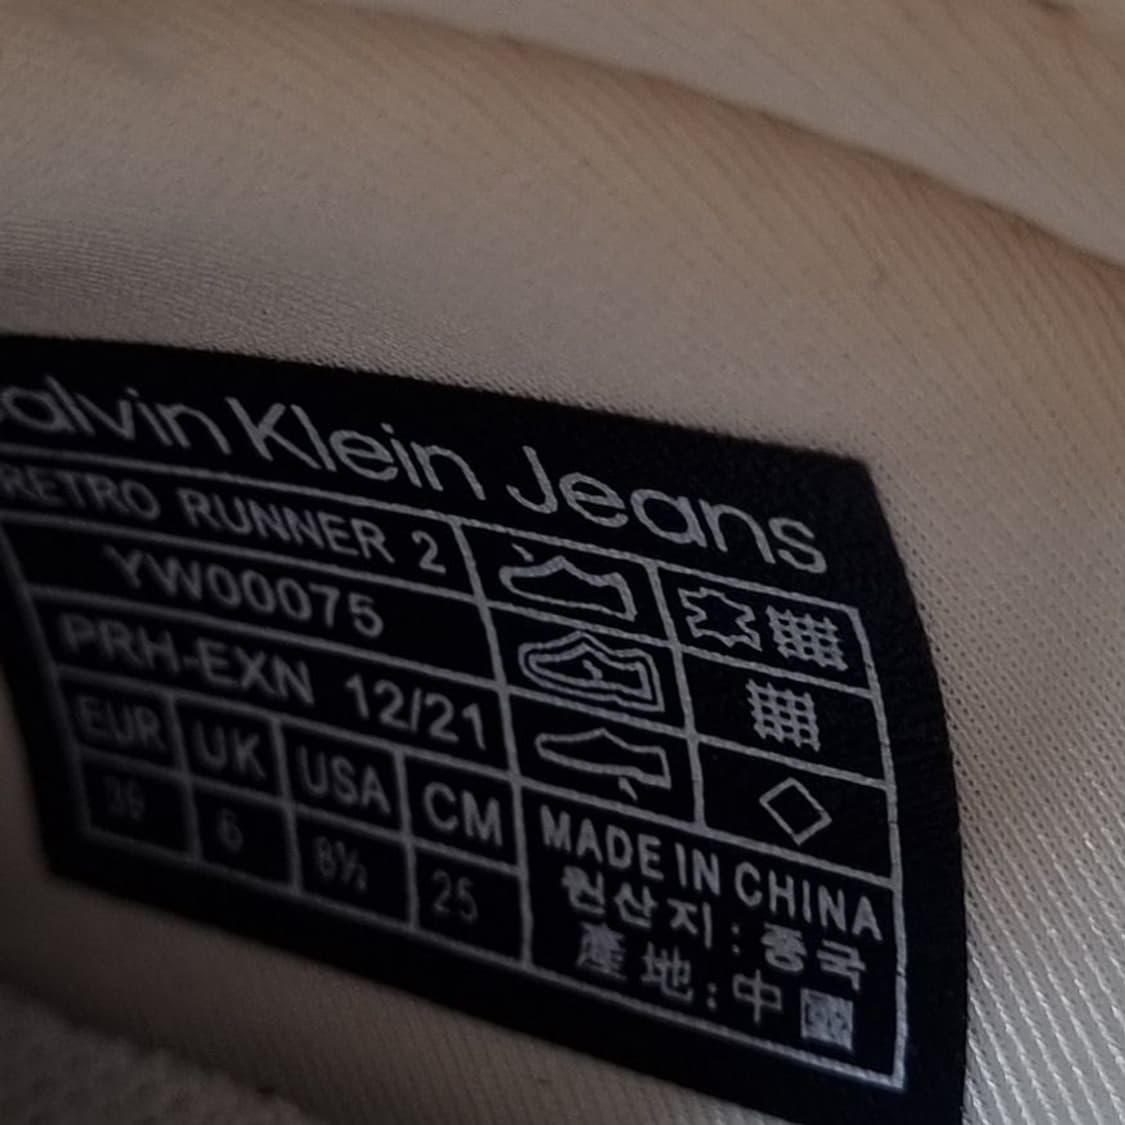 Calvin Klein Jeans
RETRO RUNNER 2
YW00075
PRH-EXN 12/21
EUR UK USA CM
39 6 8½ 25
MADE IN CHINA
원산지 : 중국
產地 : 中國